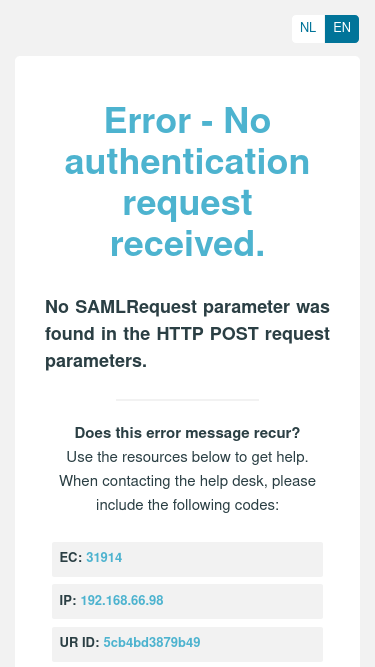 NL EN
Error - No
authentication
request
received.
No SAMLRequest parameter was
found in the HTTP POST request
parameters.
Does this error message recur?
Use the resources below to get help.
When contacting the help desk, please
include the following codes:
EC: 31914
IP: 192.168.66.98
UR ID: 5cb4bd3879b49